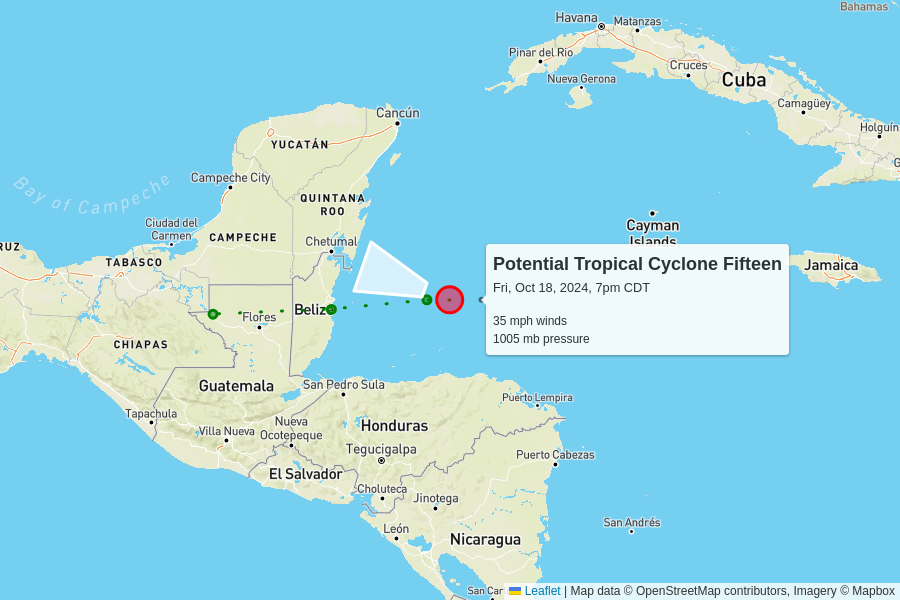 Bahamas
Havana
Matanzas
Pinar del Río
Cruces
Nueva Gerona
Cuba
Camagüey
Cancún
Holguín
YUCATÁN
Campeche City
Bay of Campeche
QUINTANA
ROO
Ciudad del
Carmen
CAMPECHE
Chetumal
Cayman
Islands
TABASCO
Jamaica
Potential Tropical Cyclone Fifteen
Fri, Oct 18, 2024, 7pm CDT
35 mph winds
1005 mb pressure
Beliz
Flores
CHIAPAS
Guatemala
San Pedro Sula
Puerto Lempira
Tapachula
Villa Nueva
Nueva
Ocotepeque
Honduras
Tegucigalpa
Puerto Cabezas
El Salvador
Choluteca
Jinotega
León
San Andrés
Nicaragua
San Car
Leaflet | Map data © OpenStreetMap contributors, Imagery © Mapbox